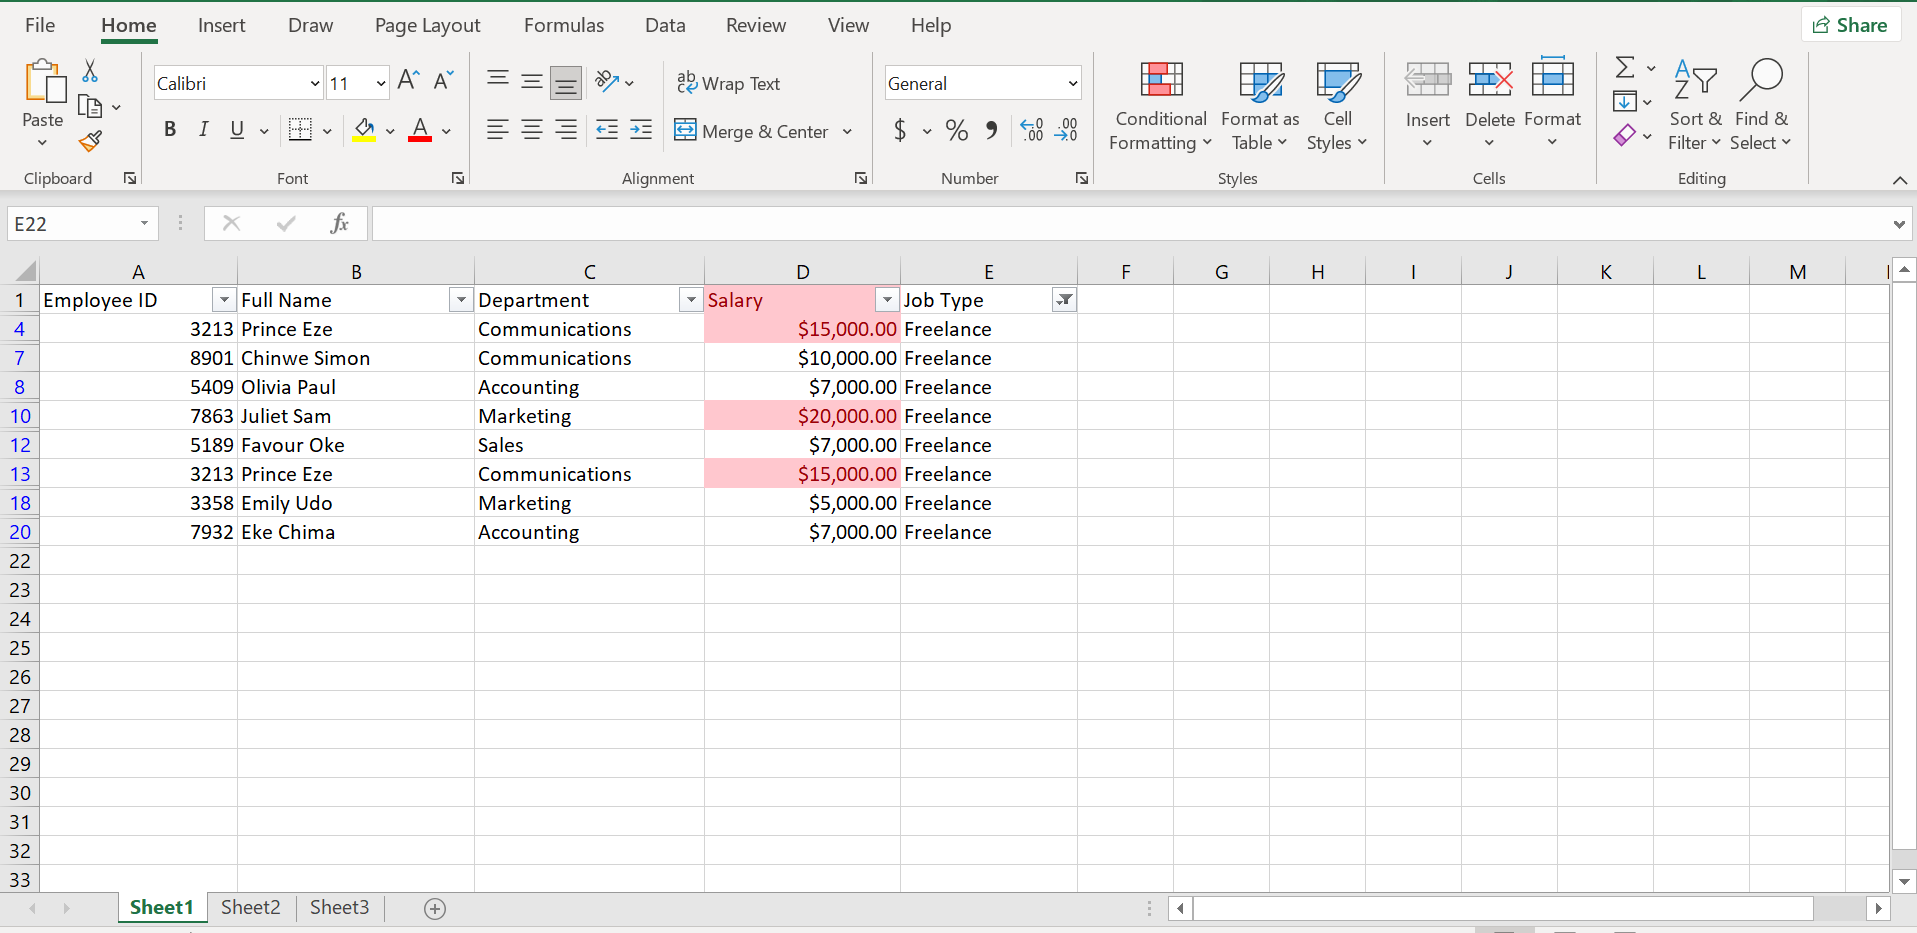 File Home Insert Draw Page Layout Formulas Data Review View Help Share
Calibri 11 A A ab Wrap Text General
Paste B I U A Merge & Center $ % 9 .00 .00
Conditional Formatting Format as Table Cell Styles Insert Delete Format Σ A Z Sort & Filter Find & Select
Clipboard Font Alignment Number Styles Cells Editing
E22 fx
A B C D E F G H I J K L M
1 Employee ID Full Name Department Salary Job Type
4 3213 Prince Eze Communications $15,000.00 Freelance
7 8901 Chinwe Simon Communications $10,000.00 Freelance
8 5409 Olivia Paul Accounting $7,000.00 Freelance
10 7863 Juliet Sam Marketing $20,000.00 Freelance
12 5189 Favour Oke Sales $7,000.00 Freelance
13 3213 Prince Eze Communications $15,000.00 Freelance
18 3358 Emily Udo Marketing $5,000.00 Freelance
20 7932 Eke Chima Accounting $7,000.00 Freelance
22
23
24
25
26
27
28
29
30
31
32
33
Sheet1 Sheet2 Sheet3